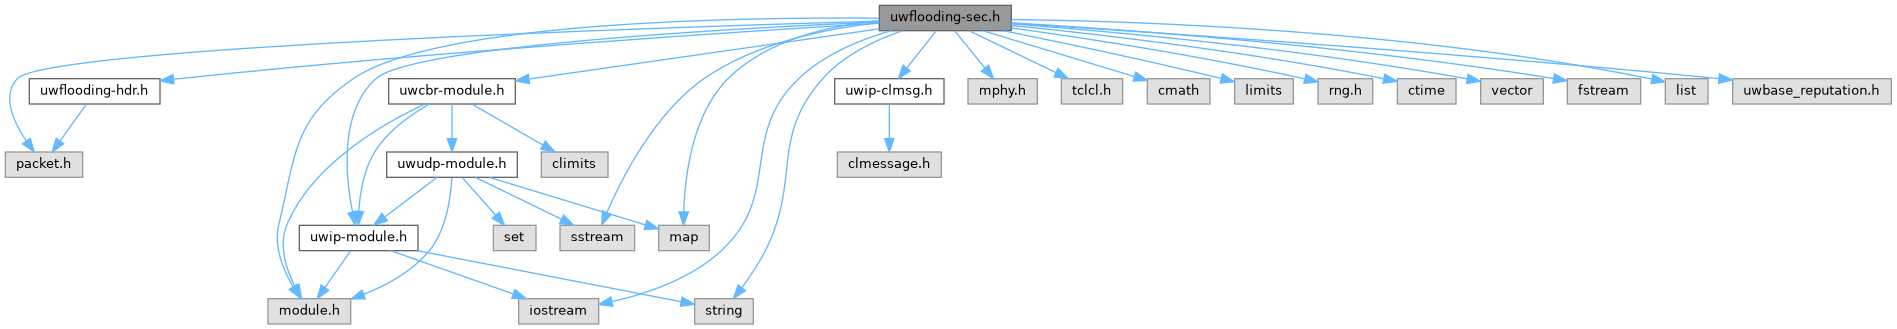 uwflooding-sec.h
uwflooding-hdr.h
uwcbr-module.h
uwip-clmsg.h
mphy.h
tclcl.h
cmath
limits
rng.h
ctime
vector
fstream
list
uwbase_reputation.h
packet.h
uwudp-module.h
climits
clmessage.h
uwip-module.h
set
sstream
map
module.h
iostream
string